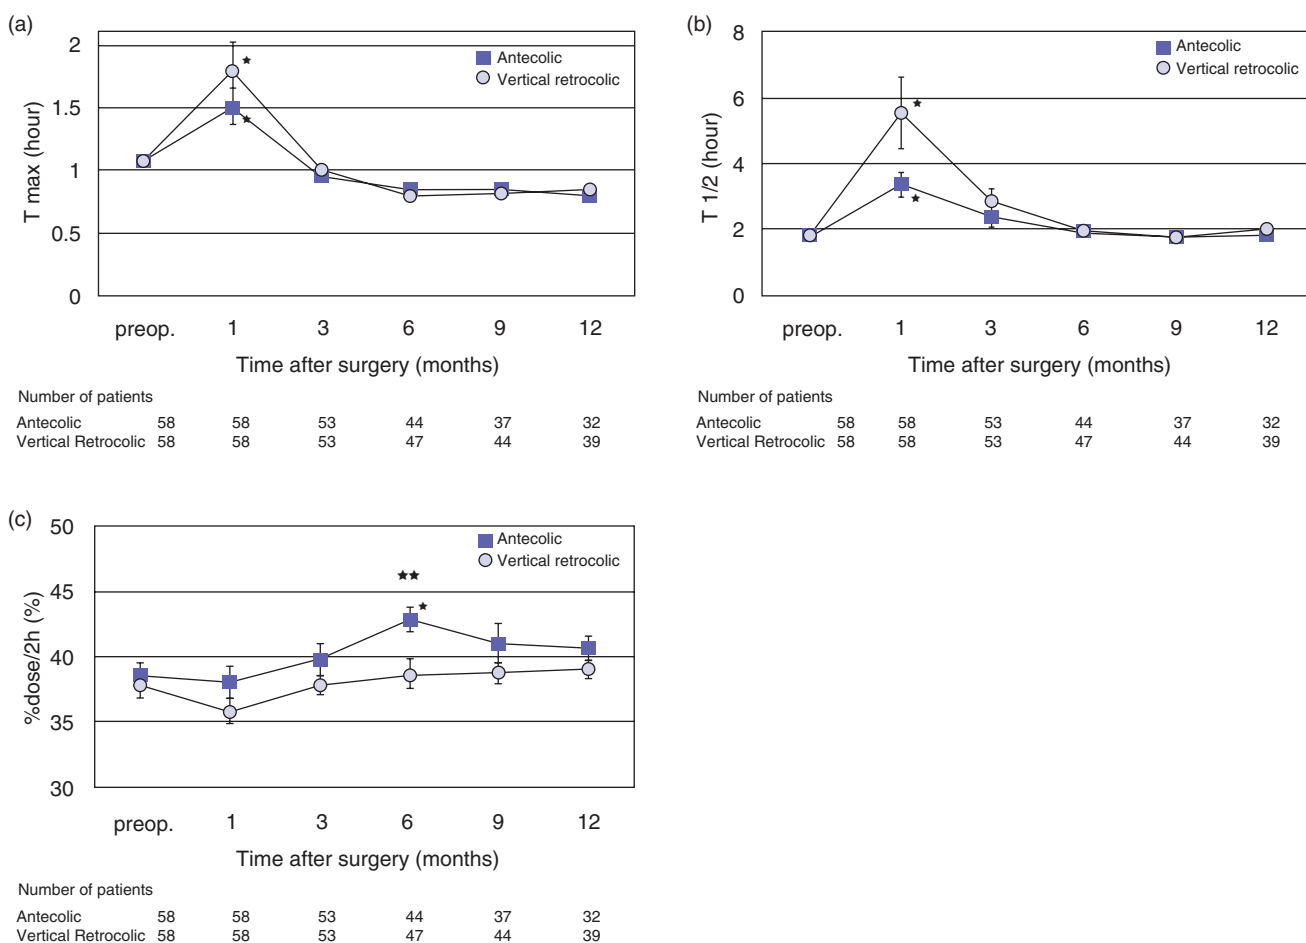 (a)
2
1.5
1
0.5
0
T max (hour)
Antecolic
Vertical retrocolic
★
★
preop. 1 3 6 9 12
Time after surgery (months)
Number of patients
Antecolic 58 58 53 44 37 32
Vertical Retrocolic 58 58 53 47 44 39
(b)
8
6
4
2
0
T 1/2 (hour)
Antecolic
Vertical retrocolic
★
★
preop. 1 3 6 9 12
Time after surgery (months)
Number of patients
Antecolic 58 58 53 44 37 32
Vertical Retrocolic 58 58 53 47 44 39
(c)
50
45
40
35
30
%dose/2h (%)
Antecolic
Vertical retrocolic
★★
★
preop. 1 3 6 9 12
Time after surgery (months)
Number of patients
Antecolic 58 58 53 44 37 32
Vertical Retrocolic 58 58 53 47 44 39